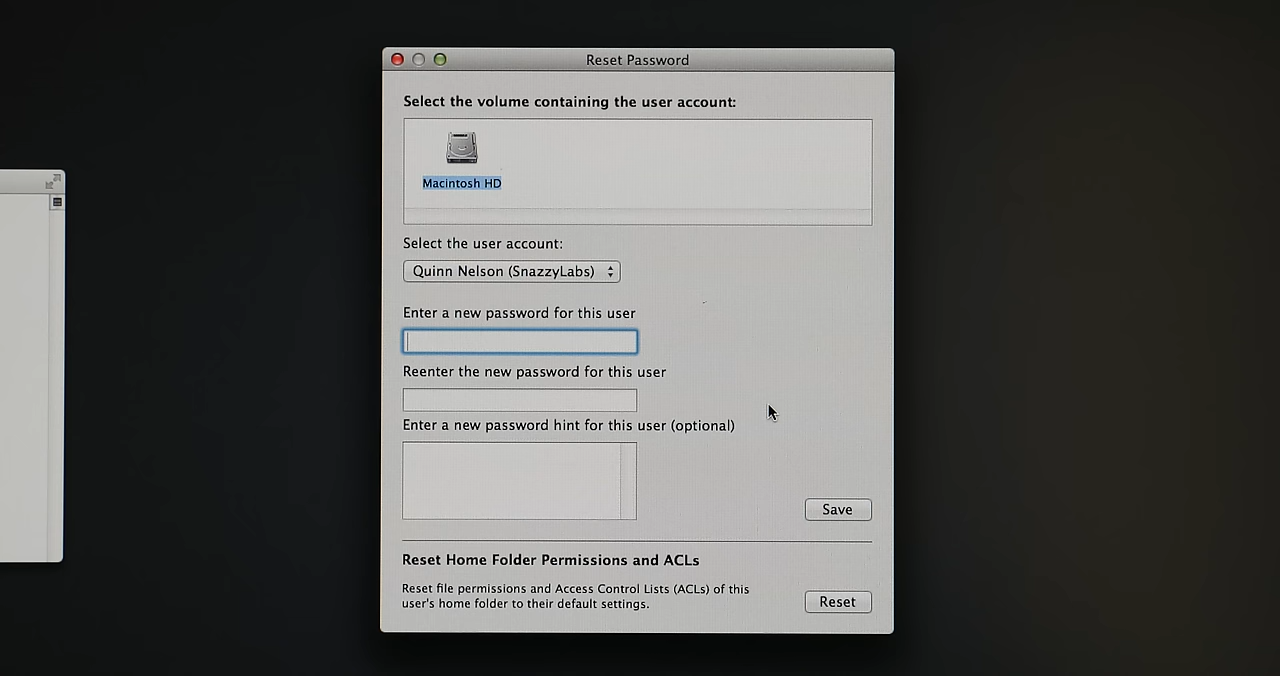 Reset Password
Select the volume containing the user account:
Macintosh HD
Select the user account:
Quinn Nelson (SnazzyLabs)
Enter a new password for this user
Reenter the new password for this user
Enter a new password hint for this user (optional)
Save
Reset Home Folder Permissions and ACLs
Reset file permissions and Access Control Lists (ACLs) of this
user's home folder to their default settings.
Reset